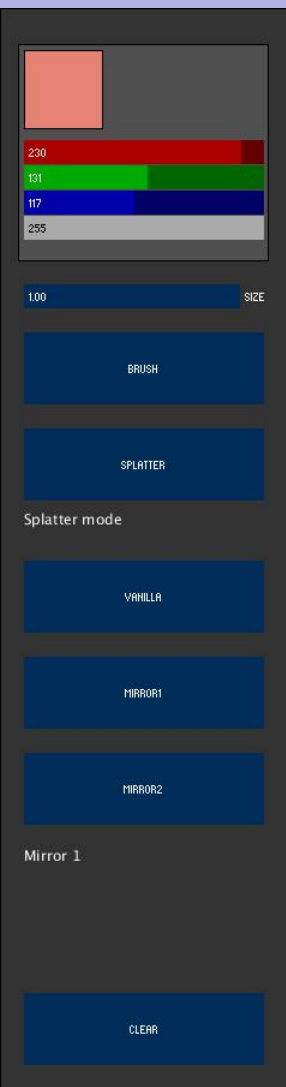 230
131
117
255
1.00 SIZE
BRUSH
SPLATTER
Splatter mode
VANILLA
MIRROR1
MIRROR2
Mirror 1
CLEAR